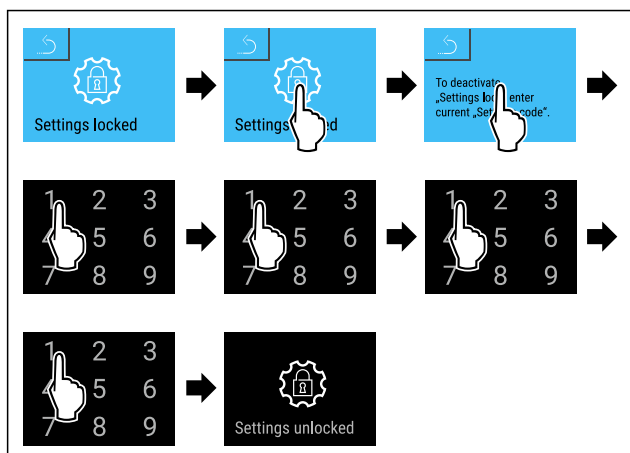 Settings locked
Settings
To deactivate
„Settings lock enter
current „Set code“.
1 2 3
5 6
7 8 9
1 2 3
5 6
7 8 9
1 2 3
5 6
7 8 9
1 2 3
5 6
7 8 9
Settings unlocked